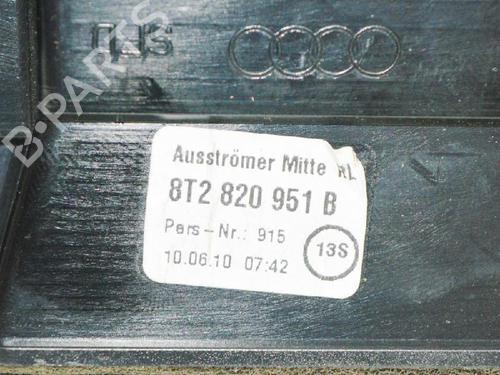 B-PARTS
Ausströmer Mitte RL
8T2 820 951 B
Pers-Nr.: 915
13S
10.06.10 07:42